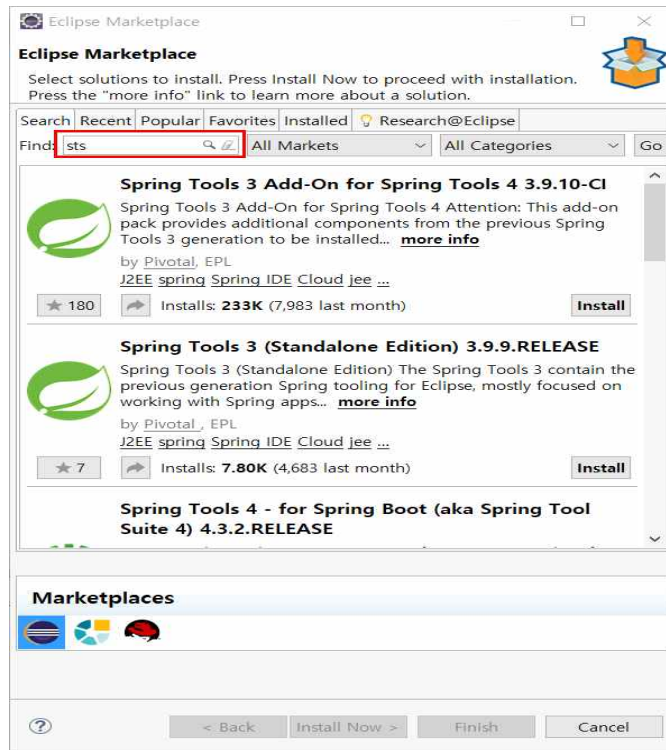 Eclipse Marketplace
Eclipse Marketplace
Select solutions to install. Press Install Now to proceed with installation.
Press the "more info" link to learn more about a solution.
Search Recent Popular Favorites Installed Research@Eclipse
Find: sts All Markets All Categories Go
Spring Tools 3 Add-On for Spring Tools 4 3.9.10-CI
Spring Tools 3 Add-On for Spring Tools 4 Attention: This add-on
pack provides additional components from the previous Spring
Tools 3 generation to be installed... more info
by Pivotal, EPL
J2EE spring Spring IDE Cloud jee ...
180 Installs: 233K (7,983 last month) Install
Spring Tools 3 (Standalone Edition) 3.9.9.RELEASE
Spring Tools 3 (Standalone Edition) The Spring Tools 3 contain the
previous generation Spring tooling for Eclipse, mostly focused on
working with Spring apps... more info
by Pivotal , EPL
J2EE spring Spring IDE Cloud jee ...
7 Installs: 7.80K (4,683 last month) Install
Spring Tools 4 - for Spring Boot (aka Spring Tool
Suite 4) 4.3.2.RELEASE
Marketplaces
? < Back Install Now > Finish Cancel